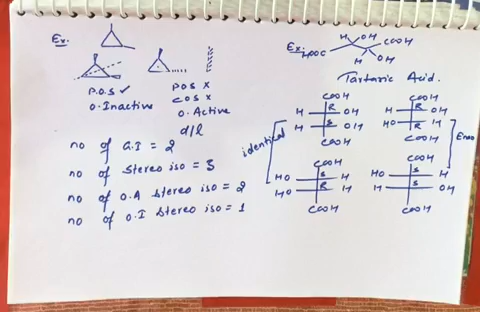 Ex.
P.O.S ✓
O.Inactive
POS X
COS X
O.Active
d/l
no of G.I = 2
no of Stereo iso = 3
no of O.A stereo iso = 2
no of O.I stereo iso = 1
Ex.
H OH
HOOC COOH
H OH
Tartaric Acid.
COOH COOH
H R OH H R OH
H S OH HO R H
COOH COOH
identical
Enan
COOH COOH
HO S H HO S H
HO R H H S OH
COOH COOH